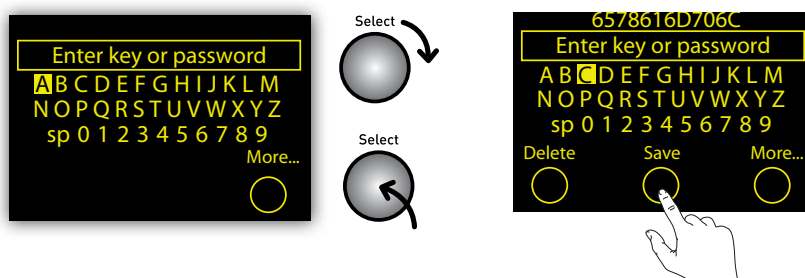 Enter key or password
A B C D E F G H I J K L M
N O P Q R S T U V W X Y Z
sp 0 1 2 3 4 5 6 7 8 9
More...
Select
Select
6578616D706C
Enter key or password
A B C D E F G H I J K L M
N O P Q R S T U V W X Y Z
sp 0 1 2 3 4 5 6 7 8 9
Delete Save More...